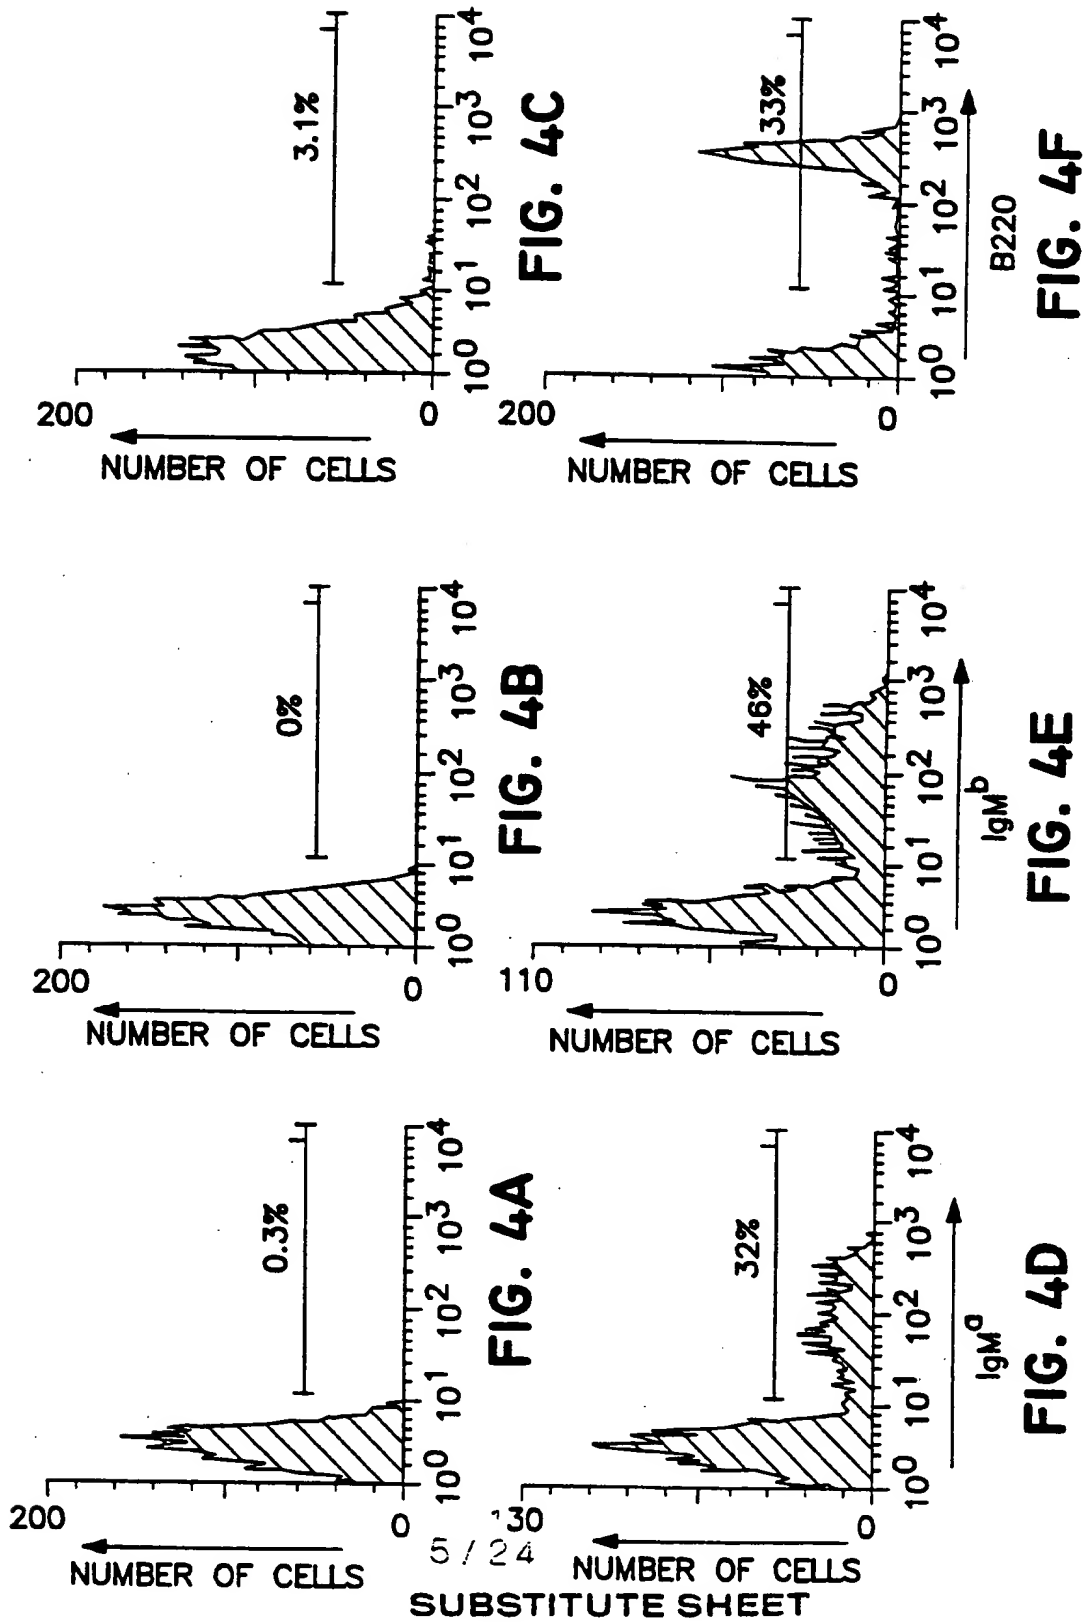 200
3.1%
NUMBER OF CELLS
0
10⁰ 10¹ 10² 10³ 10⁴
FIG. 4C
200
33%
NUMBER OF CELLS
0
10⁰ 10¹ 10² 10³ 10⁴
B220
FIG. 4F
200
0%
NUMBER OF CELLS
0
10⁰ 10¹ 10² 10³ 10⁴
FIG. 4B
110
46%
NUMBER OF CELLS
0
10⁰ 10¹ 10² 10³ 10⁴
IgMᵇ
FIG. 4E
200
0.3%
NUMBER OF CELLS
0
10⁰ 10¹ 10² 10³ 10⁴
FIG. 4A
130
32%
NUMBER OF CELLS
0
10⁰ 10¹ 10² 10³ 10⁴
IgMᵃ
FIG. 4D
5/24
SUBSTITUTE SHEET